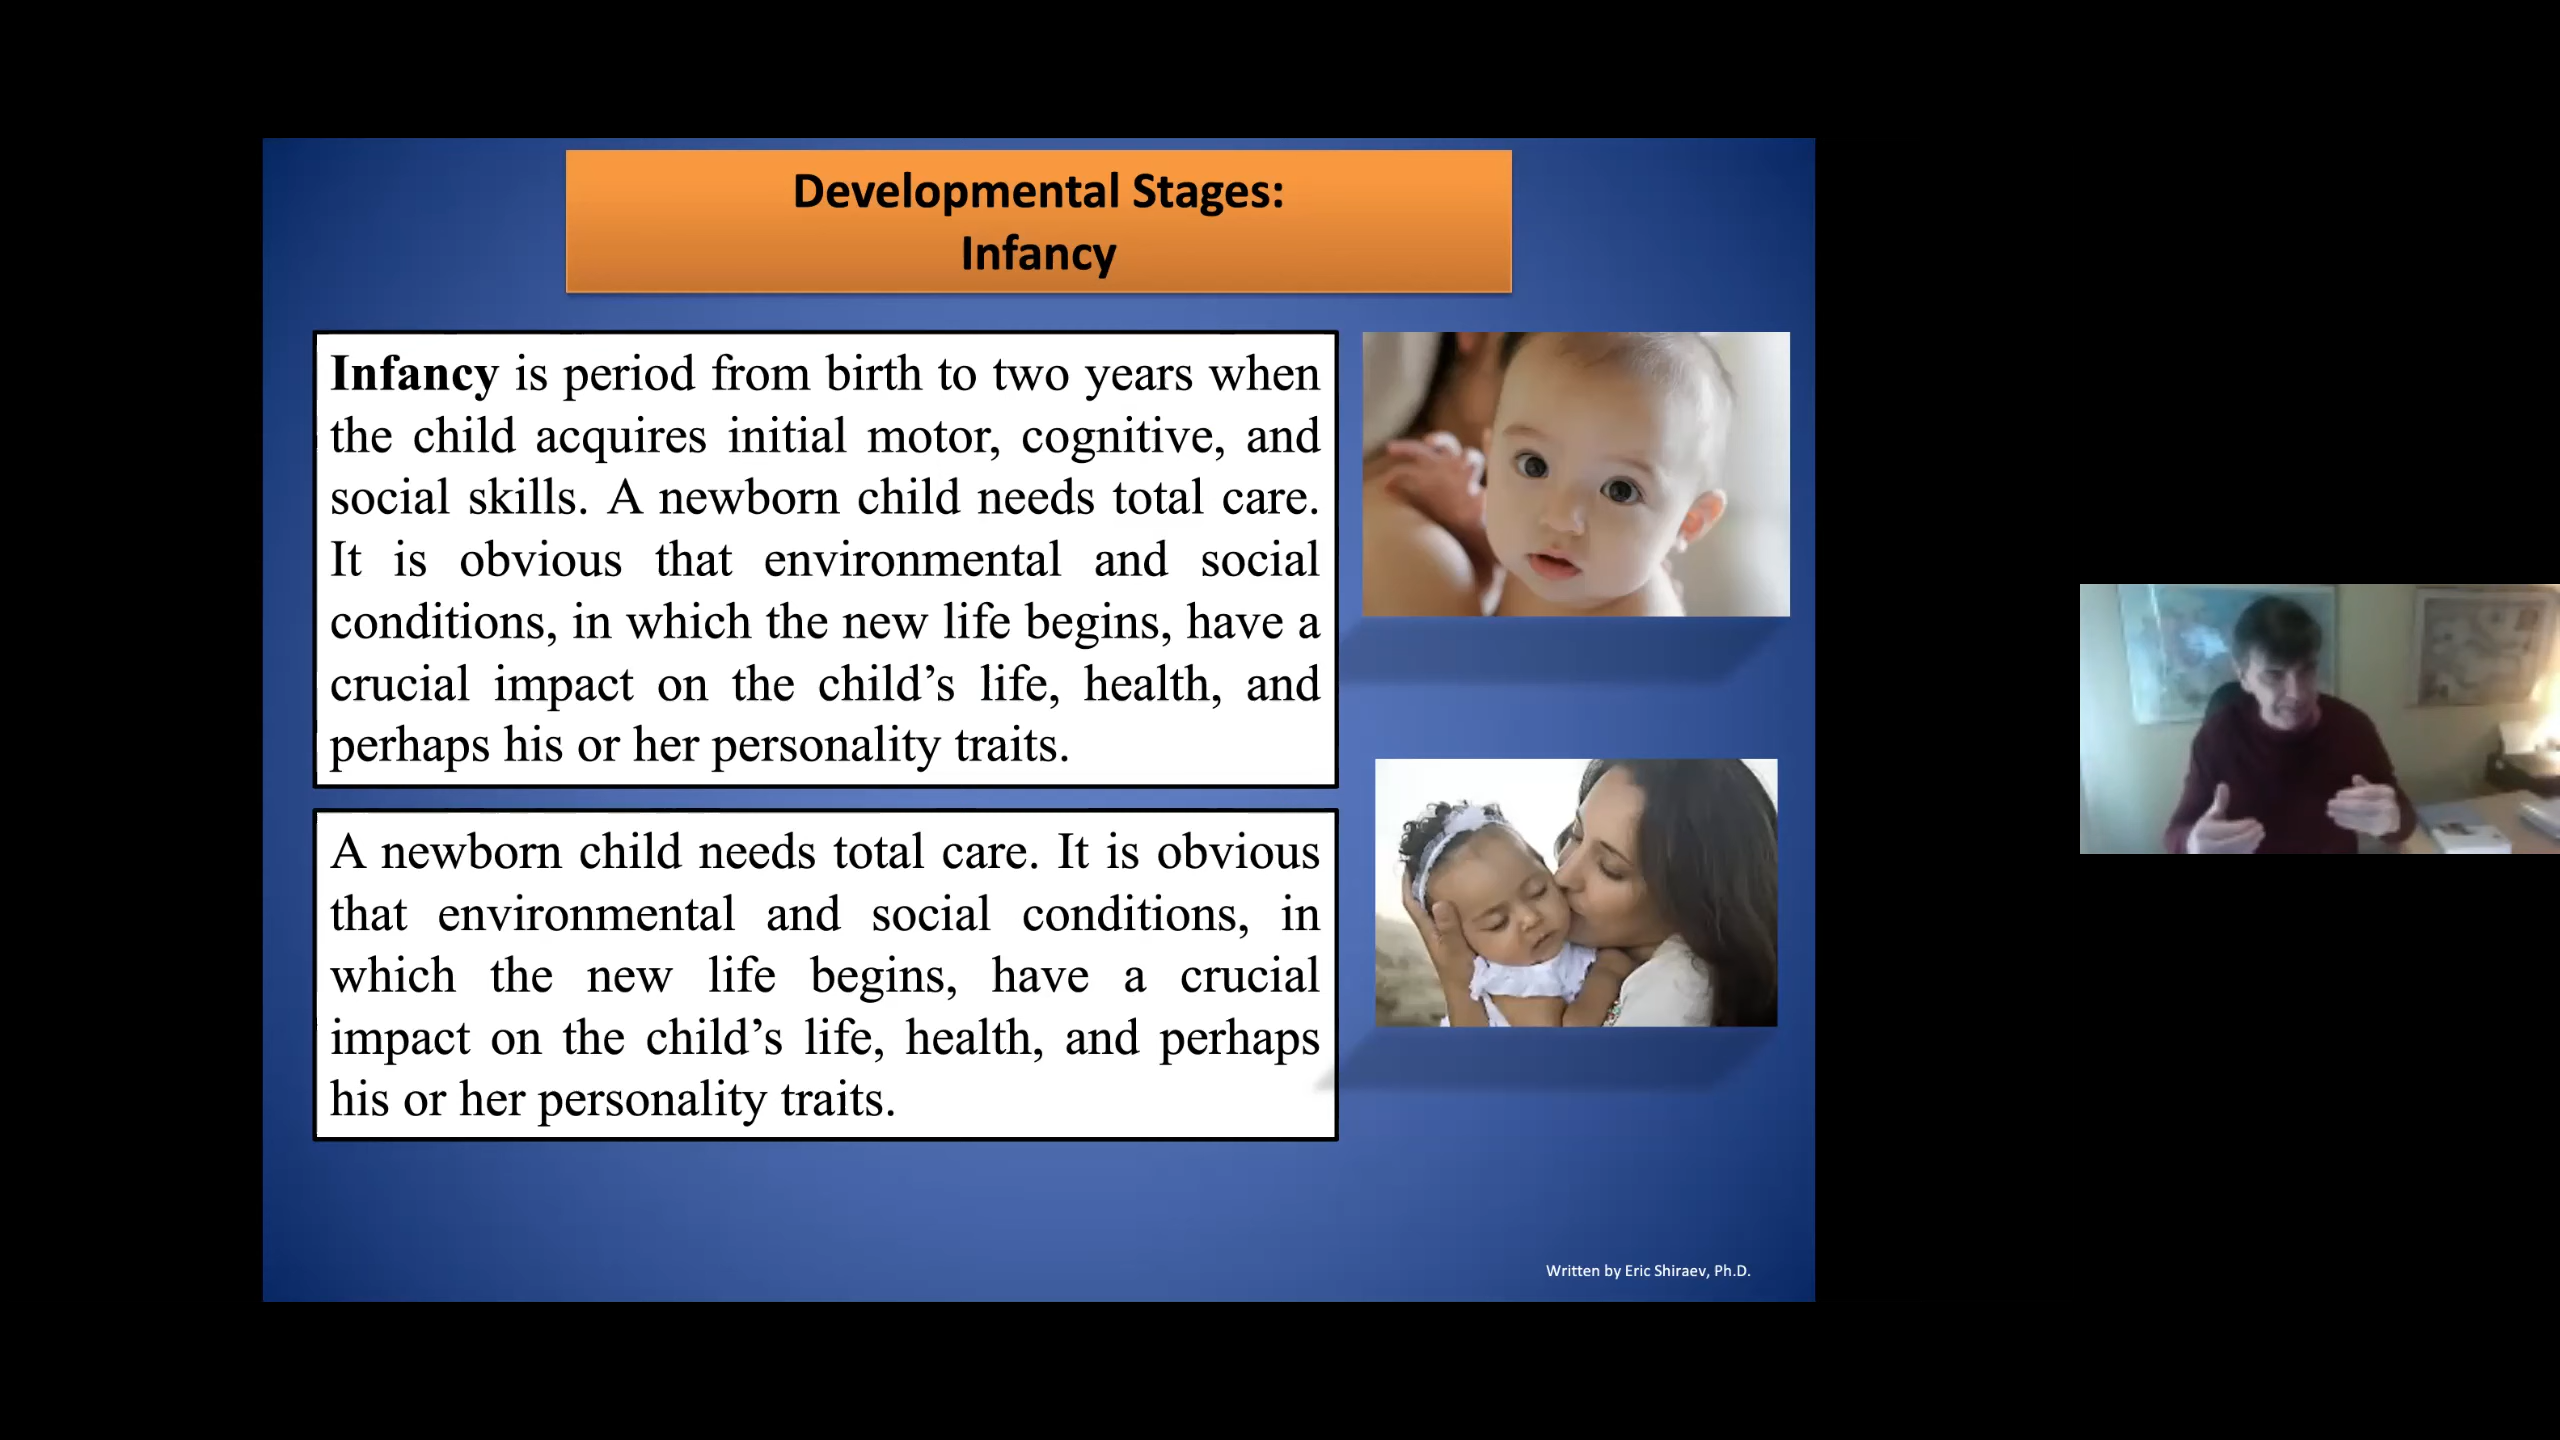 Developmental Stages:
Infancy
Infancy is period from birth to two years when
the child acquires initial motor, cognitive, and
social skills. A newborn child needs total care.
It is obvious that environmental and social
conditions, in which the new life begins, have a
crucial impact on the child’s life, health, and
perhaps his or her personality traits.
A newborn child needs total care. It is obvious
that environmental and social conditions, in
which the new life begins, have a crucial
impact on the child’s life, health, and perhaps
his or her personality traits.
Written by Eric Shiraev, Ph.D.